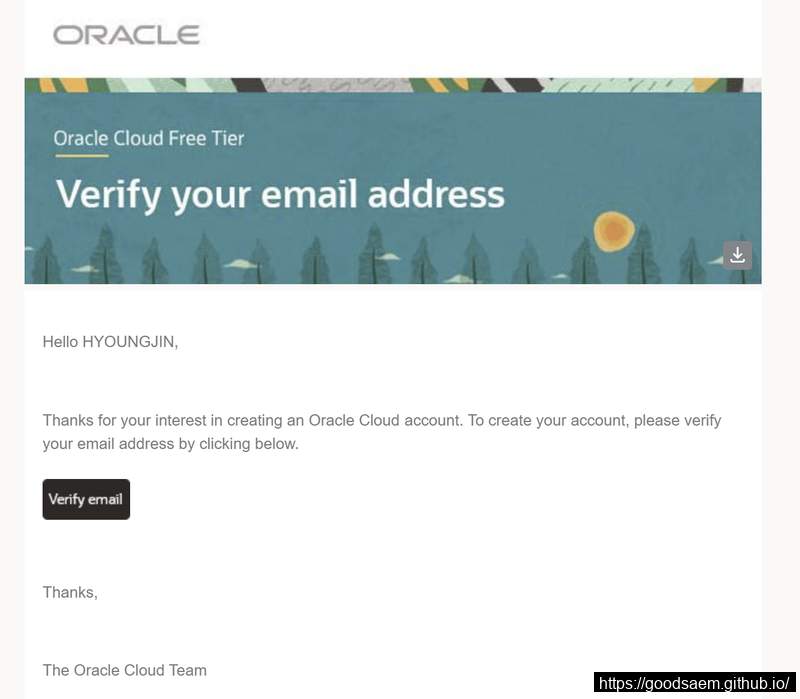 ORACLE
Oracle Cloud Free Tier
Verify your email address
Hello HYOUNGJIN,
Thanks for your interest in creating an Oracle Cloud account. To create your account, please verify
your email address by clicking below.
Verify email
Thanks,
The Oracle Cloud Team
https://goodsaem.github.io/